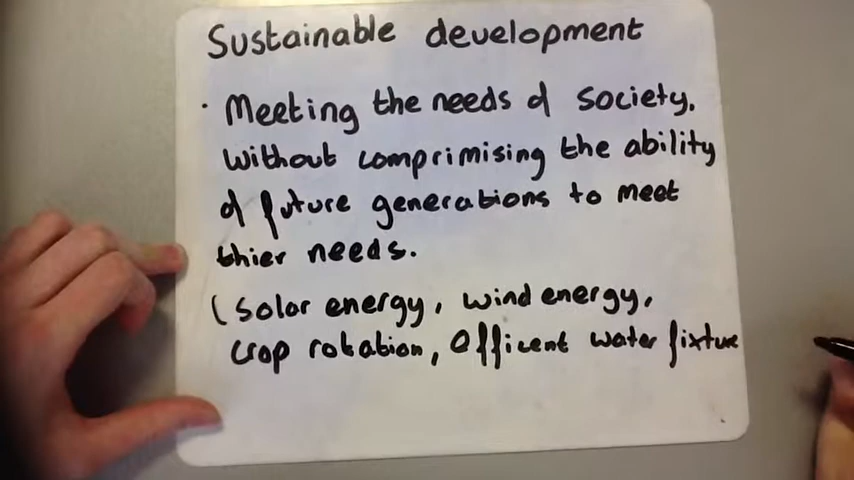 Sustainable development
· Meeting the needs of society,
without comprimising the ability
of future generations to meet
thier needs.
(solar energy, wind energy,
crop rotation, efficent water fixture